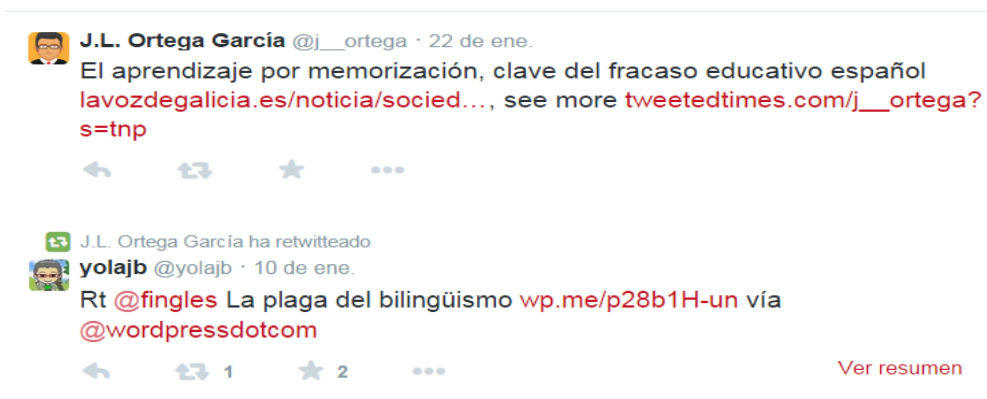 J.L. Ortega García @j__ortega · 22 de ene.
El aprendizaje por memorización, clave del fracaso educativo español
lavozdegalicia.es/noticia/socied..., see more tweetedtimes.com/j__ortega?
s=tnp
J.L. Ortega García ha retwitteado
yolajb @yolajb · 10 de ene.
Rt @fingles La plaga del bilingüismo wp.me/p28b1H-un vía
@wordpressdotcom
1 2
Ver resumen